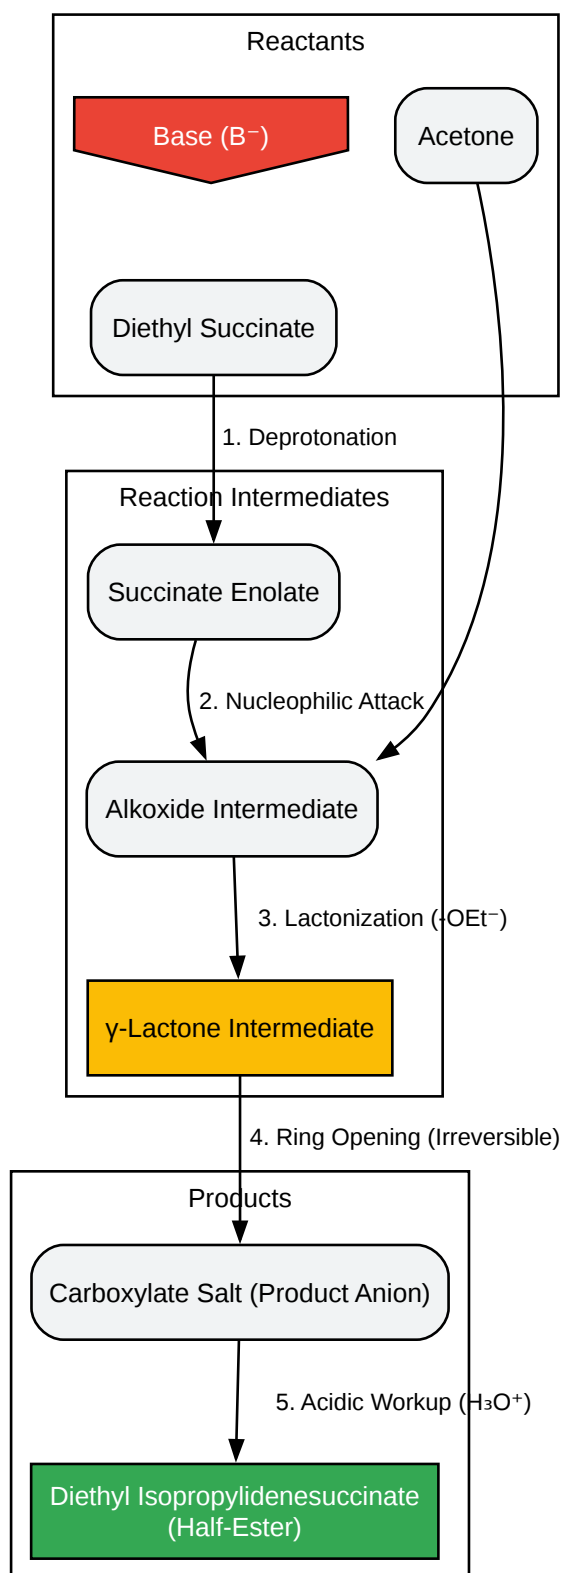 Reactants
Base (B⁻)
Acetone
Diethyl Succinate
1. Deprotonation
Reaction Intermediates
Succinate Enolate
2. Nucleophilic Attack
Alkoxide Intermediate
3. Lactonization (-OEt⁻)
γ-Lactone Intermediate
4. Ring Opening (Irreversible)
Products
Carboxylate Salt (Product Anion)
5. Acidic Workup (H₃O⁺)
Diethyl Isopropylidenesuccinate
(Half-Ester)